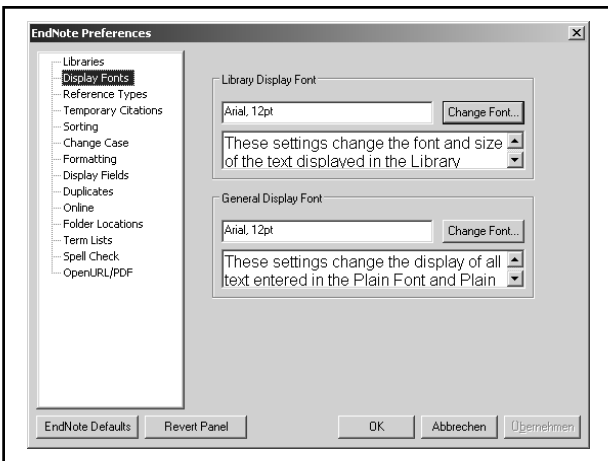 EndNote Preferences
Libraries
Display Fonts
Reference Types
Temporary Citations
Sorting
Change Case
Formatting
Display Fields
Duplicates
Online
Folder Locations
Term Lists
Spell Check
OpenURL/PDF
Library Display Font
Arial, 12pt
Change Font...
These settings change the font and size
of the text displayed in the Library
General Display Font
Arial, 12pt
Change Font...
These settings change the display of all
text entered in the Plain Font and Plain
EndNote Defaults
Revert Panel
OK
Abbrechen
Übernehmen